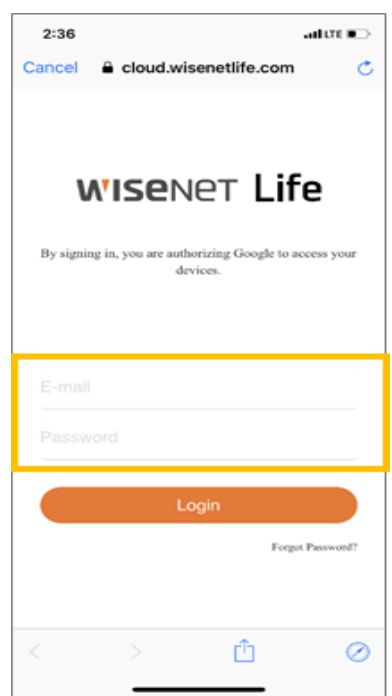 2:36 LTE
Cancel cloud.wisenetlife.com
WISENET Life
By signing in, you are authorizing Google to access your
devices.
E-mail
Password
Login
Forgot Password?